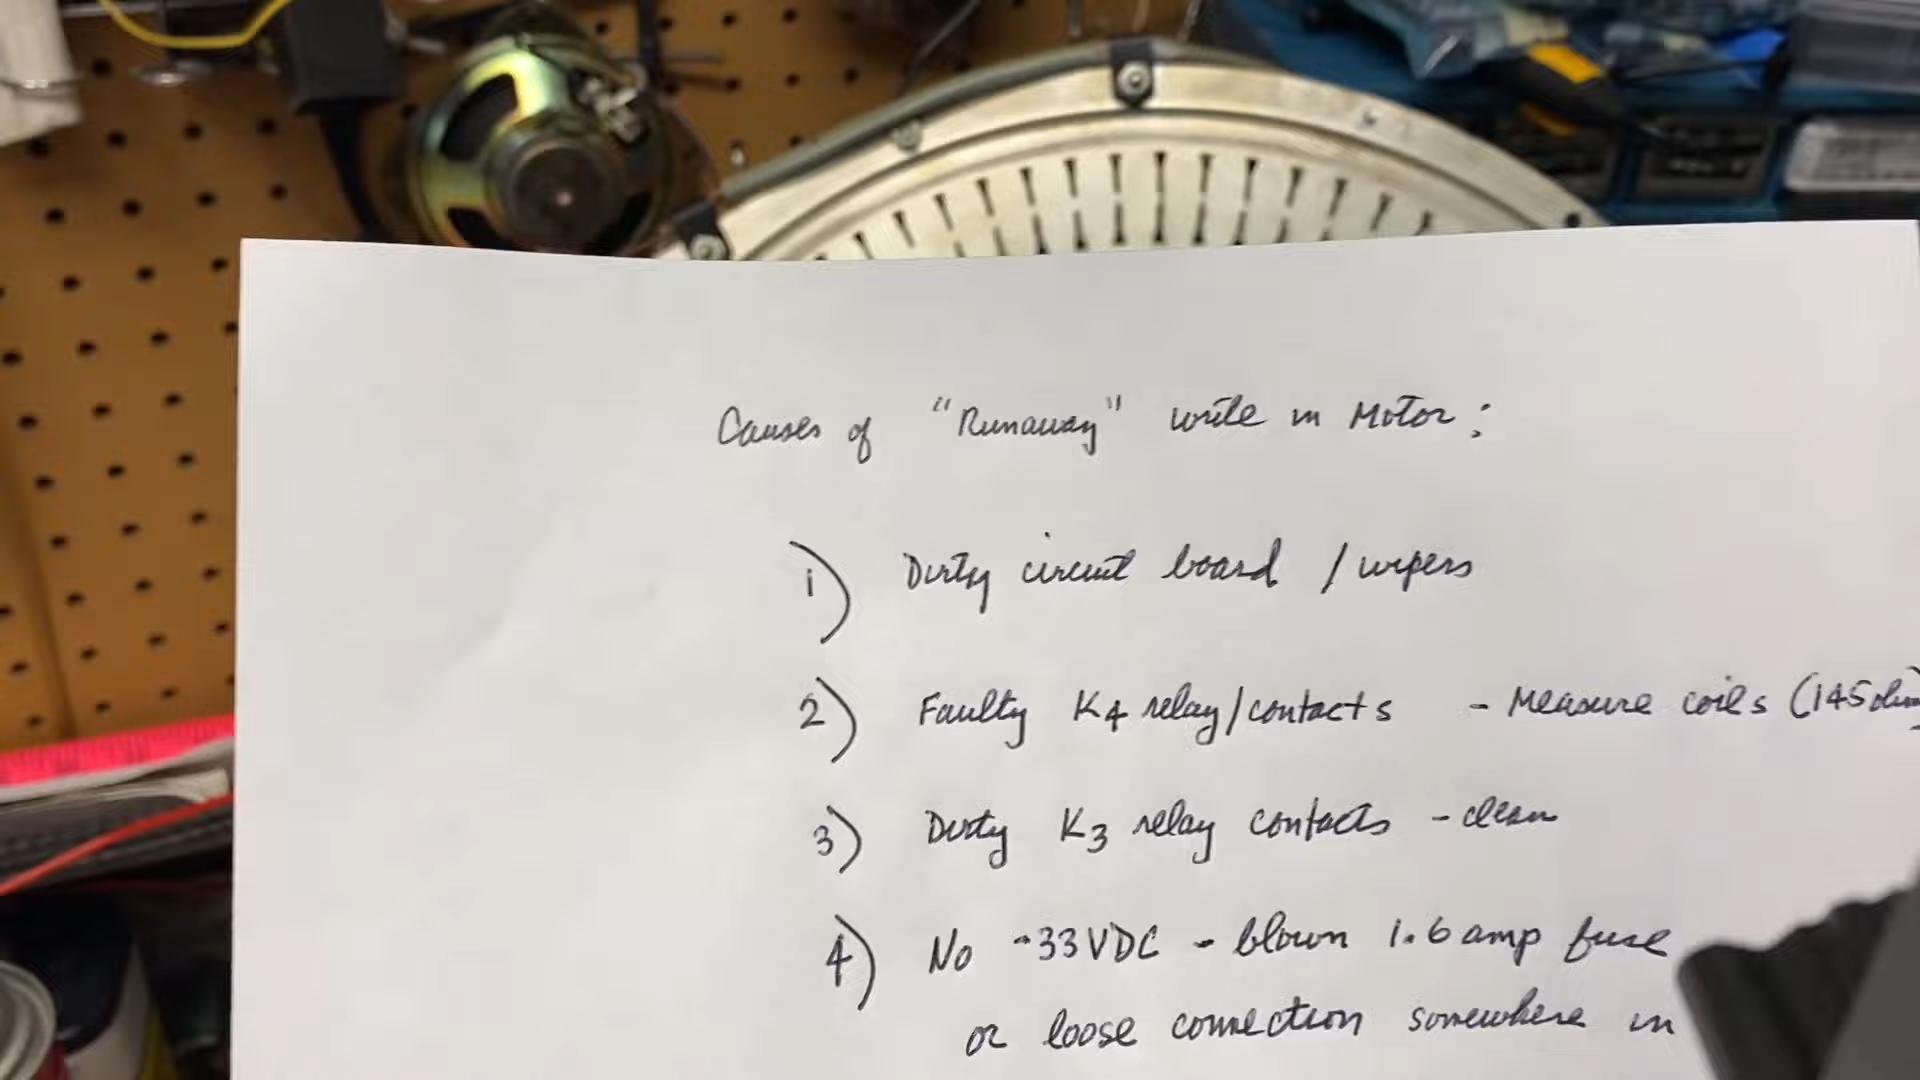 Causes of "Runaway" write in Motor:
1) Dirty circuit board / wipers
2) Faulty K4 relay/contacts - Measure coils (145 ohm)
3) Dirty K3 relay contacts - clean
4) No -33VDC - blown 1.6 amp fuse
or loose connection somewhere in